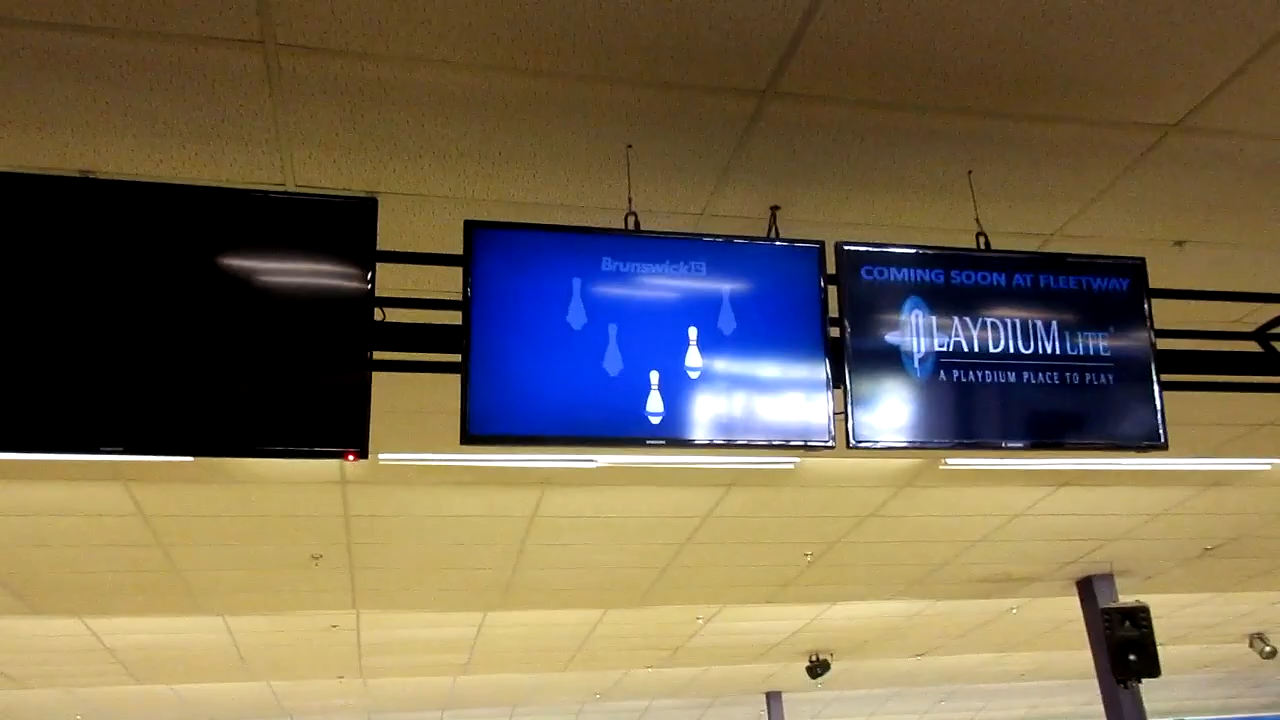 Brunswick
COMING SOON AT FLEETWAY
PLAYDIUM LITE
A PLAYDIUM PLACE TO PLAY